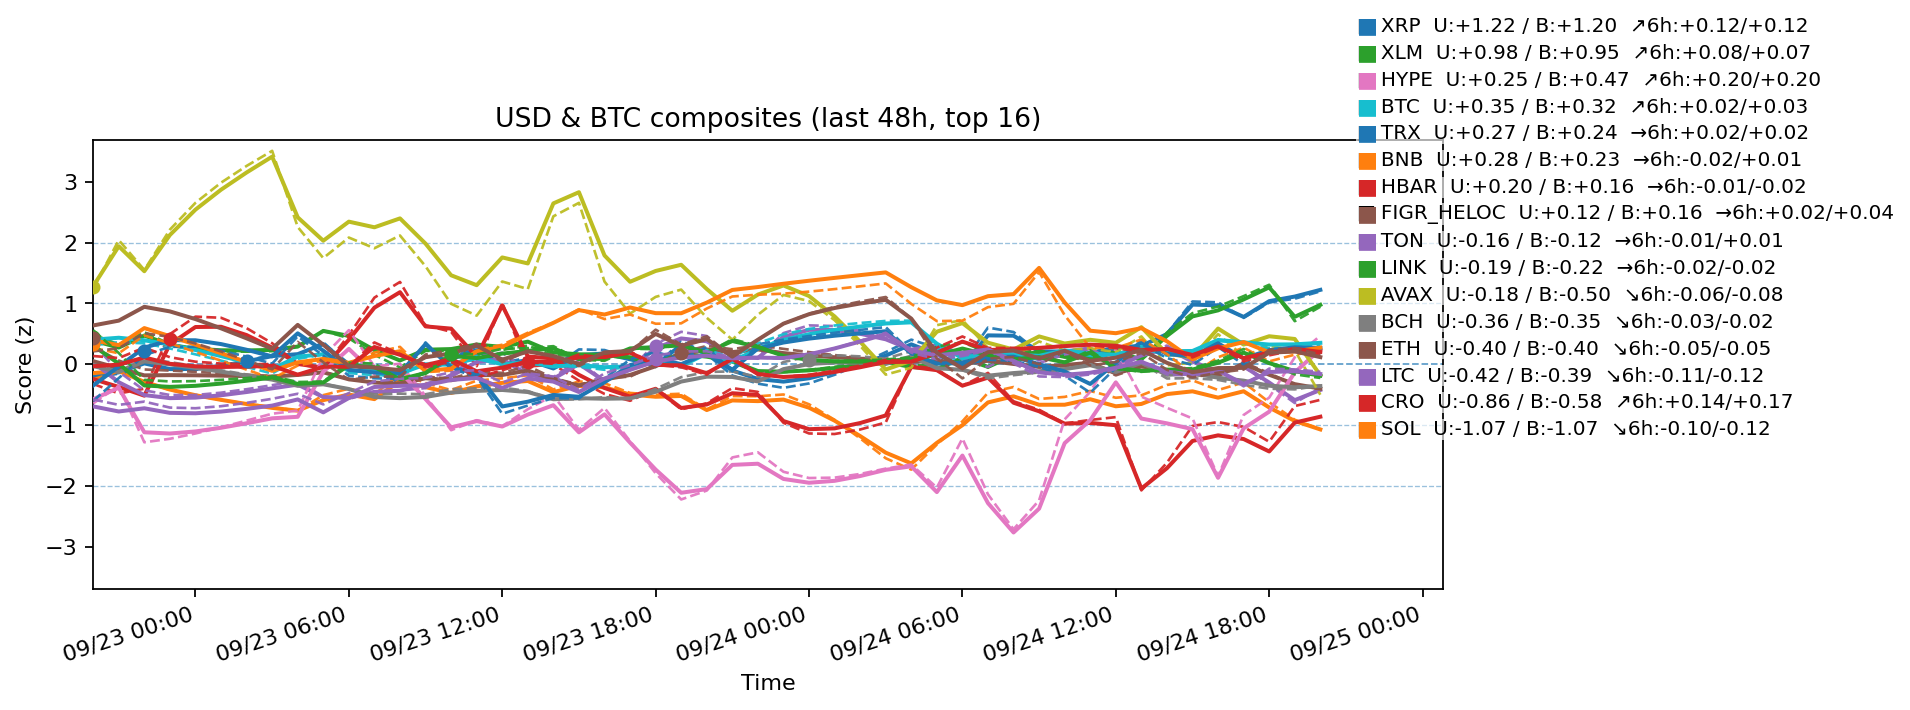 XRP  U:+1.22 / B:+1.20  ↗6h:+0.12/+0.12
XLM  U:+0.98 / B:+0.95  ↗6h:+0.08/+0.07
HYPE  U:+0.25 / B:+0.47  ↗6h:+0.20/+0.20
BTC  U:+0.35 / B:+0.32  ↗6h:+0.02/+0.03
TRX  U:+0.27 / B:+0.24  →6h:+0.02/+0.02
BNB  U:+0.28 / B:+0.23  →6h:-0.02/+0.01
HBAR  U:+0.20 / B:+0.16  →6h:-0.01/-0.02
FIGR_HELOC  U:+0.12 / B:+0.16  →6h:+0.02/+0.04
TON  U:-0.16 / B:-0.12  →6h:-0.01/+0.01
LINK  U:-0.19 / B:-0.22  →6h:-0.02/-0.02
AVAX  U:-0.18 / B:-0.50  ↘6h:-0.06/-0.08
BCH  U:-0.36 / B:-0.35  ↘6h:-0.03/-0.02
ETH  U:-0.40 / B:-0.40  ↘6h:-0.05/-0.05
LTC  U:-0.42 / B:-0.39  ↘6h:-0.11/-0.12
CRO  U:-0.86 / B:-0.58  ↗6h:+0.14/+0.17
SOL  U:-1.07 / B:-1.07  ↘6h:-0.10/-0.12
USD & BTC composites (last 48h, top 16)
Score (z)
3
2
1
0
−1
−2
−3
09/23 00:00
09/23 06:00
09/23 12:00
09/23 18:00
09/24 00:00
09/24 06:00
09/24 12:00
09/24 18:00
09/25 00:00
Time